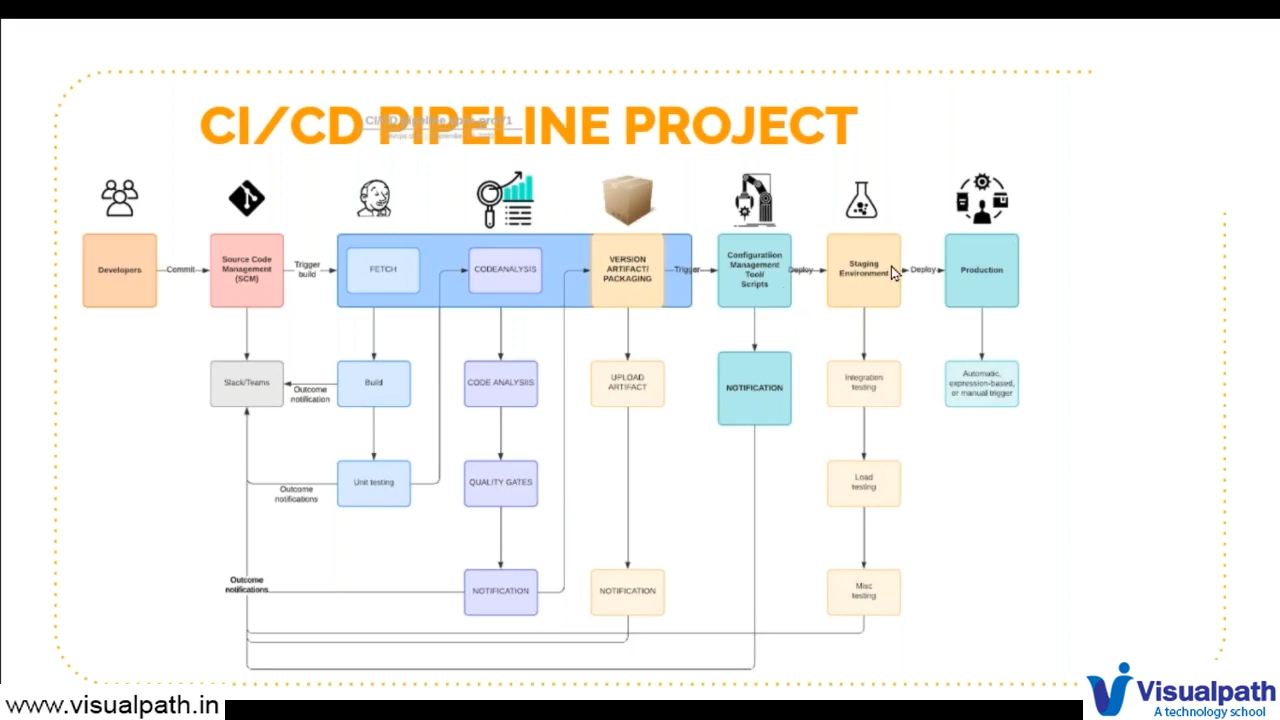 CI/CD PIPELINE PROJECT
Developers
Commit
Source Code
Management
(SCM)
Trigger
build
FETCH
CODEANALYSIS
VERSION
ARTIFACT/
PACKAGING
Trigger
Configuratiion
Management
Tool/
Scripts
Deploy
Staging
Environment
Deploy
Production
Slack/Teams
Outcome
notification
Build
CODE ANALYSIIS
UPLOAD
ARTIFACT
NOTIFICATION
Integration
testing
Automatic,
expression-based,
or manual trigger
Outcome
notifications
Unit testing
QUALITY GATES
Load
testing
Outcome
notifications
NOTIFICATION
NOTIFICATION
Misc
testing
www.visualpath.in
Visualpath
A technology school